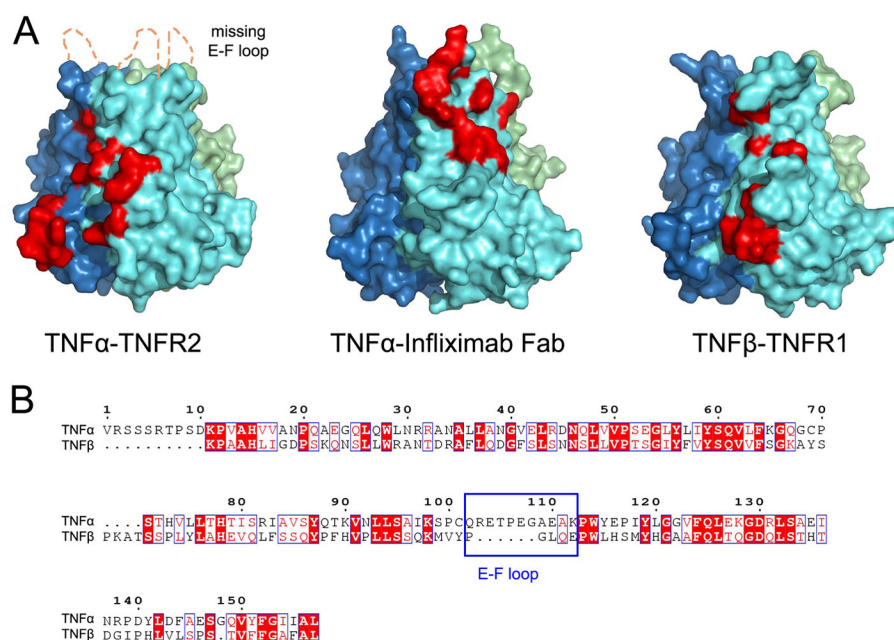 A
missing
E-F loop
TNFα-TNFR2
TNFα-Infliximab Fab
TNFβ-TNFR1
B
1 10 20 30 40 50 60 70
TNFα VRSSSRTPSDKPVAHVVANPQAEGQLQWLNRRANALLANGVELRDNQLVVPSEGLYLIYSQVLFKGQGCP
TNFβ ..........KPAAHLIGDPSKQNSLLWRANTDRAFLQDGFSLSNNSLLVPTSGIYFVYSQVVFSGKAYS
80 90 100 110 120 130
TNFα ....STHVLLTHTISRIAVSYQTKVNLLSAIKSPCQRETPEGAEAKPWYEPIYLGGVFQLEKGDRLSAEI
TNFβ PKATSSPLYLAHEVQLFSSQYPFHVPLLSSQKMVYP......GLQEPWLHSMYHGAAFQLTQGDQLSTHT
E-F loop
140 150
TNFα NRPDYLDFAESGQVYFGIIAL
TNFβ DGIPHLVLSPS.TVFFGAFAL